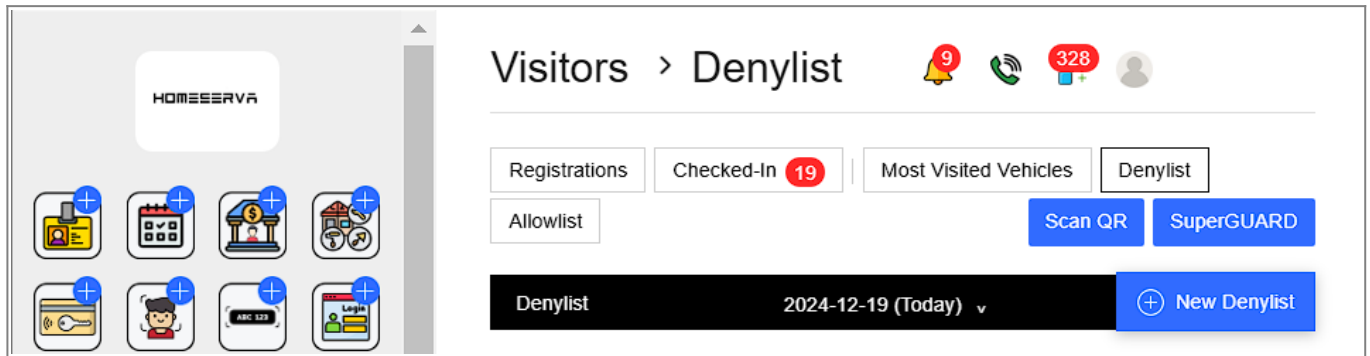 HOMESERVA
Visitors > Denylist 9 328
Registrations Checked-In 19 Most Visited Vehicles Denylist
Allowlist Scan QR SuperGUARD
ABC 123 Login
Denylist 2024-12-19 (Today) v New Denylist